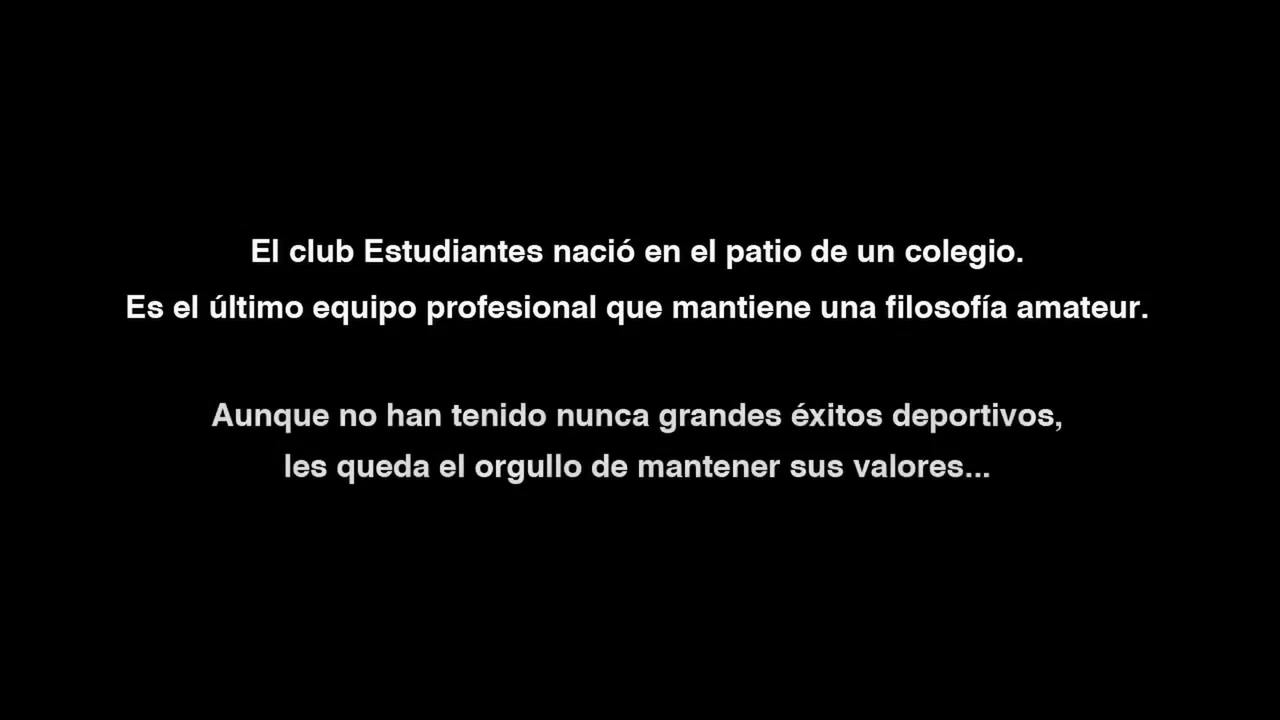 El club Estudiantes nació en el patio de un colegio.
Es el último equipo profesional que mantiene una filosofía amateur.
Aunque no han tenido nunca grandes éxitos deportivos,
les queda el orgullo de mantener sus valores...